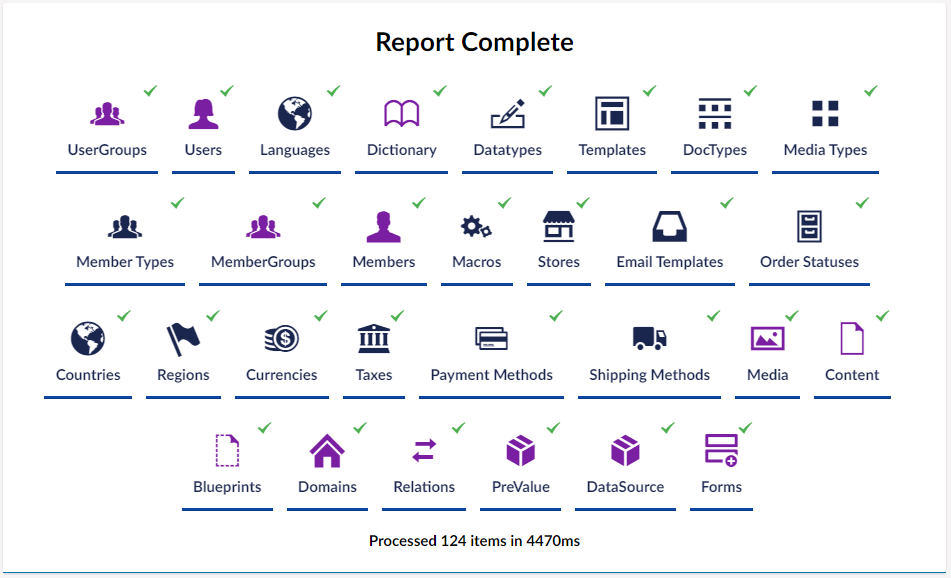 Report Complete
UserGroups Users Languages Dictionary Datatypes Templates DocTypes Media Types
Member Types MemberGroups Members Macros Stores Email Templates Order Statuses
Countries Regions Currencies Taxes Payment Methods Shipping Methods Media Content
Blueprints Domains Relations PreValue DataSource Forms
Processed 124 items in 4470ms